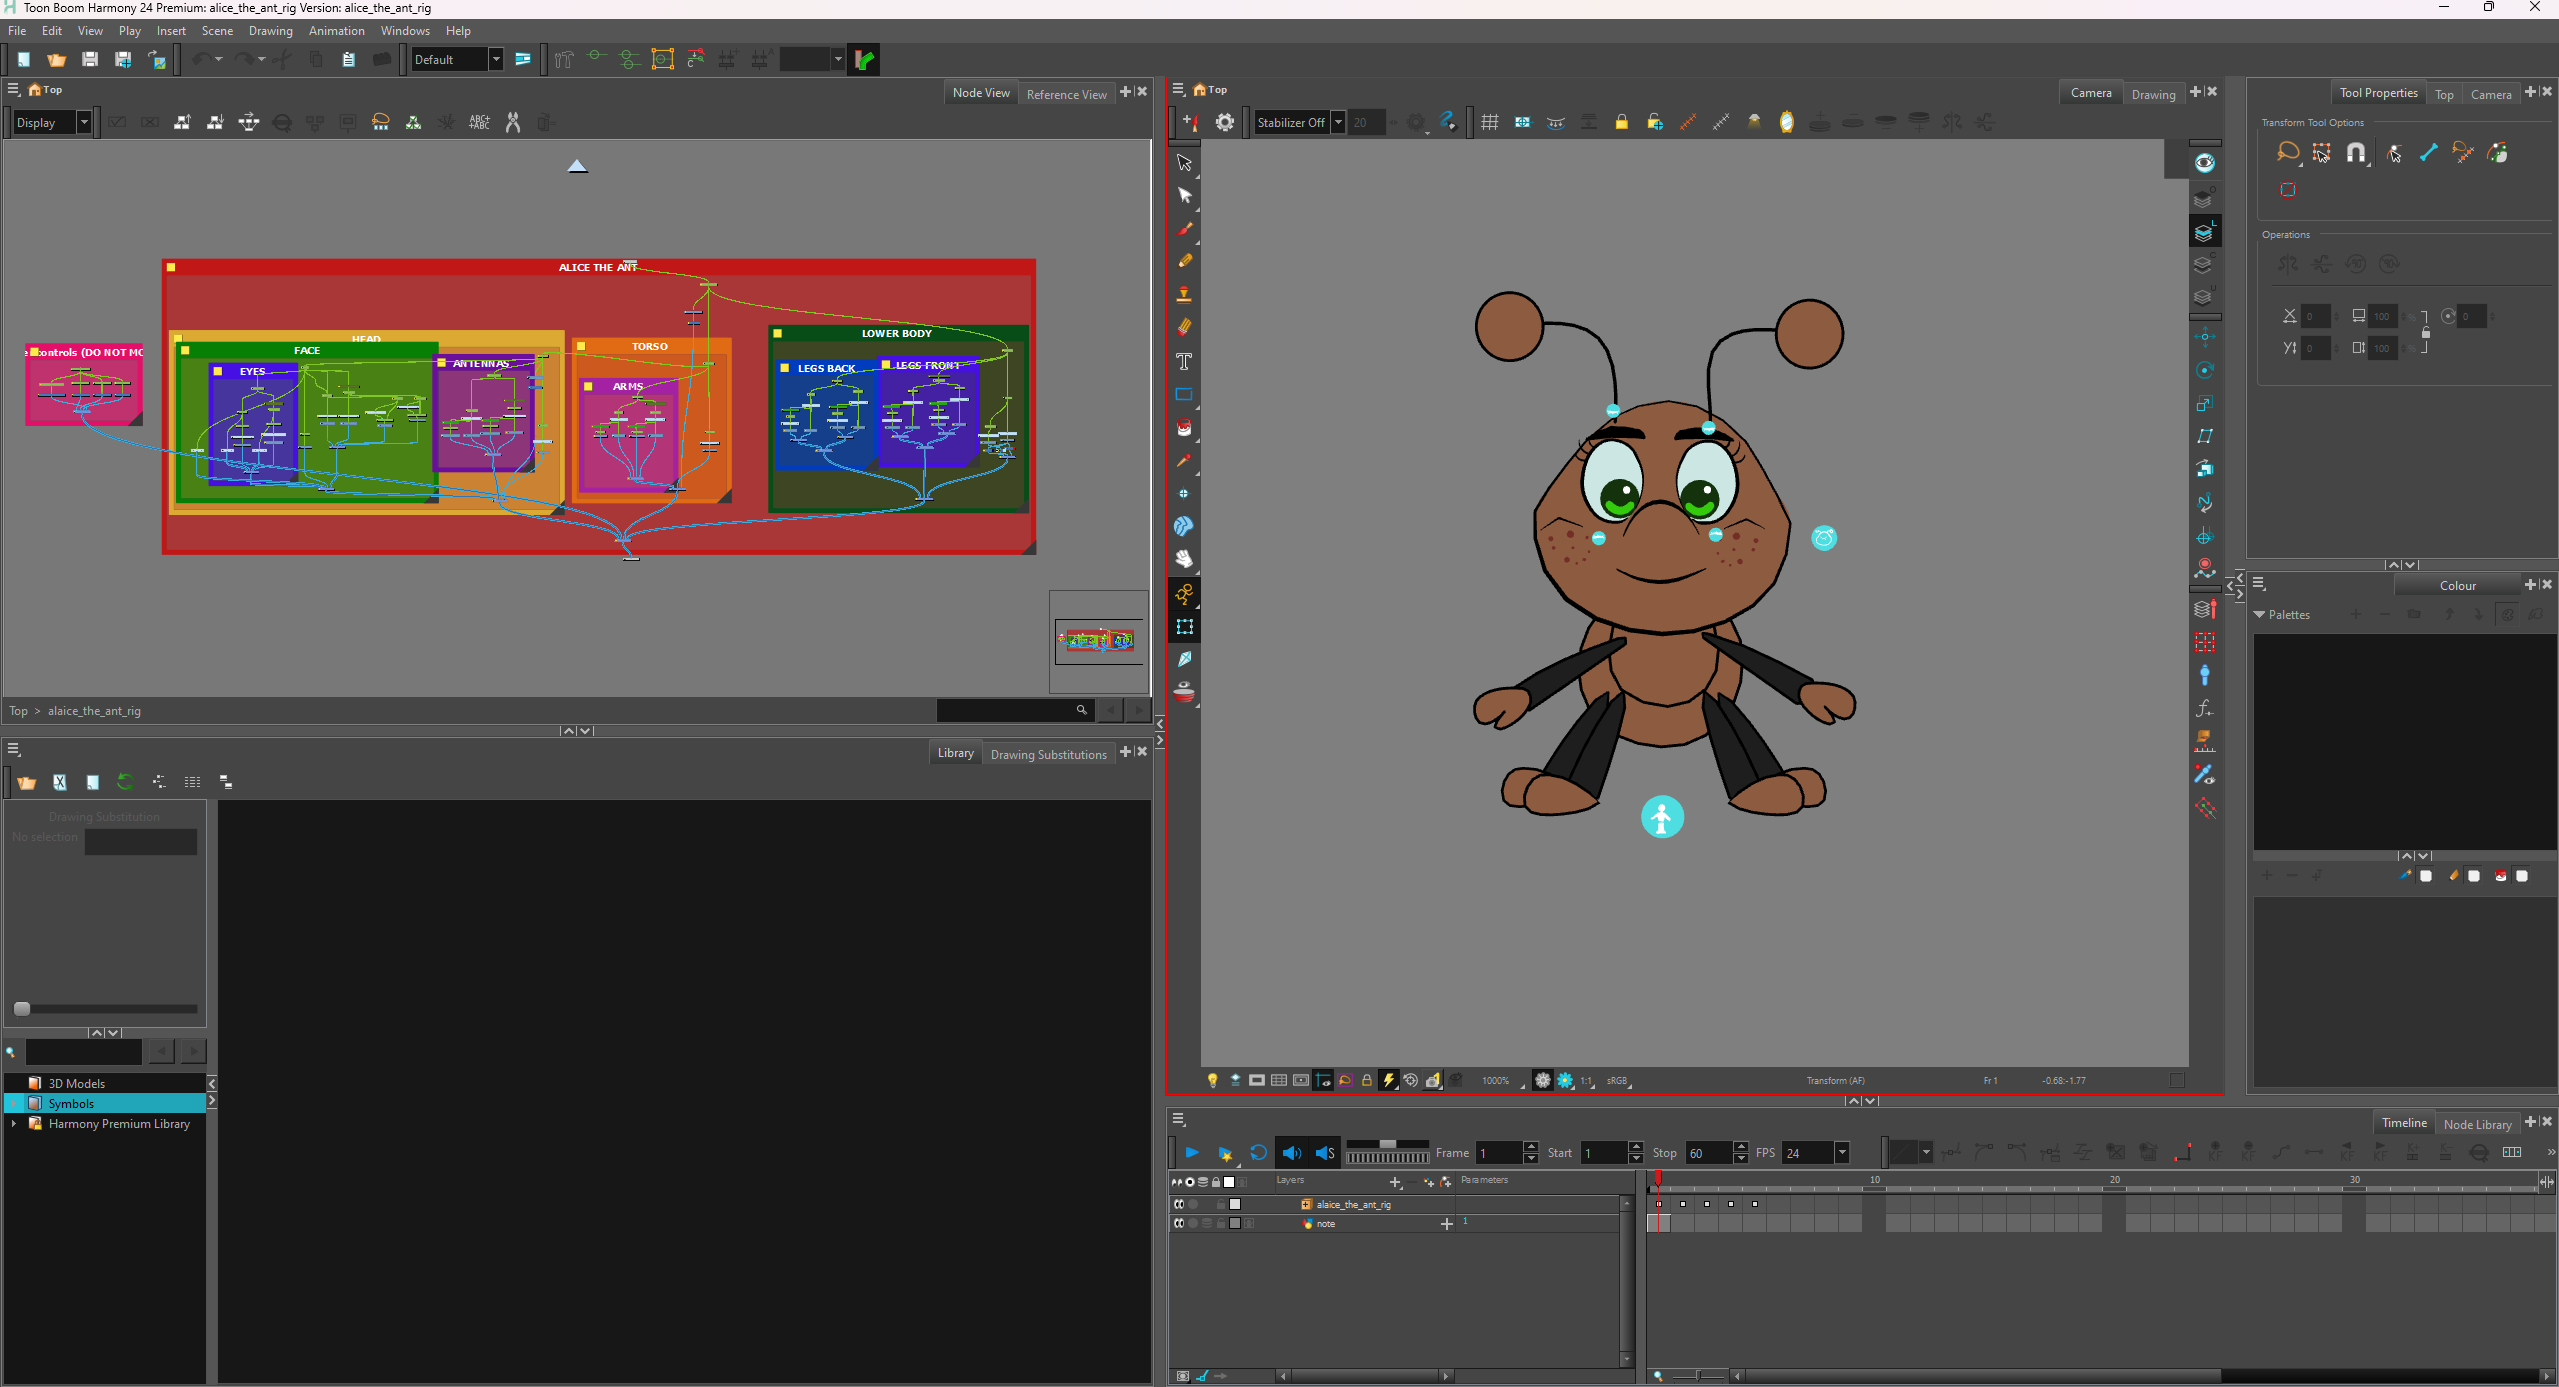 Toon Boom Harmony 24 Premium: alice_the_ant_rig Version: alice_the_ant_rig
File Edit View Play Insert Scene Drawing Animation Windows Help
Default
Top
Node View
Reference View
Display
ABC+
+ABC
ALICE THE ANT
controls (DO NOT MO
HEAD
FACE
EYES
ANTENNAS
TORSO
ARMS
LOWER BODY
LEGS BACK
LEGS FRONT
Top > alaice_the_ant_rig
Library
Drawing Substitutions
Drawing Substitution
No selection
3D Models
Symbols
Harmony Premium Library
Top
Camera
Drawing
Stabilizer Off
20
1000%
1:1
sRGB
Transform (AF)
Fr 1
-0.68:-1.77
Tool Properties
Top
Camera
Transform Tool Options
Operations
0 100 % 0
0 100 %
Colour
Palettes
Timeline
Node Library
Frame 1 Start 1 Stop 60 FPS 24
Layers
Parameters
10 20 30
alaice_the_ant_rig
note
1